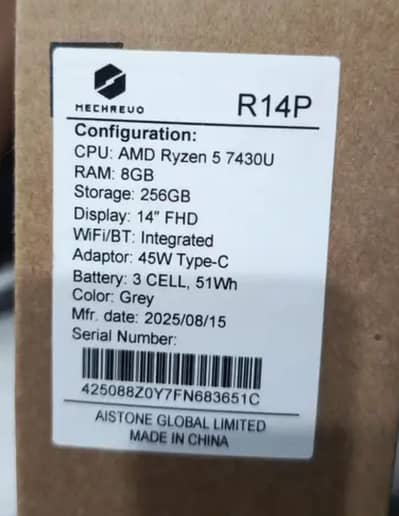 MECHREVO
R14P
Configuration:
CPU: AMD Ryzen 5 7430U
RAM: 8GB
Storage: 256GB
Display: 14" FHD
WiFi/BT: Integrated
Adaptor: 45W Type-C
Battery: 3 CELL, 51Wh
Color: Grey
Mfr. date: 2025/08/15
Serial Number:
425088Z0Y7FN683651C
AISTONE GLOBAL LIMITED
MADE IN CHINA